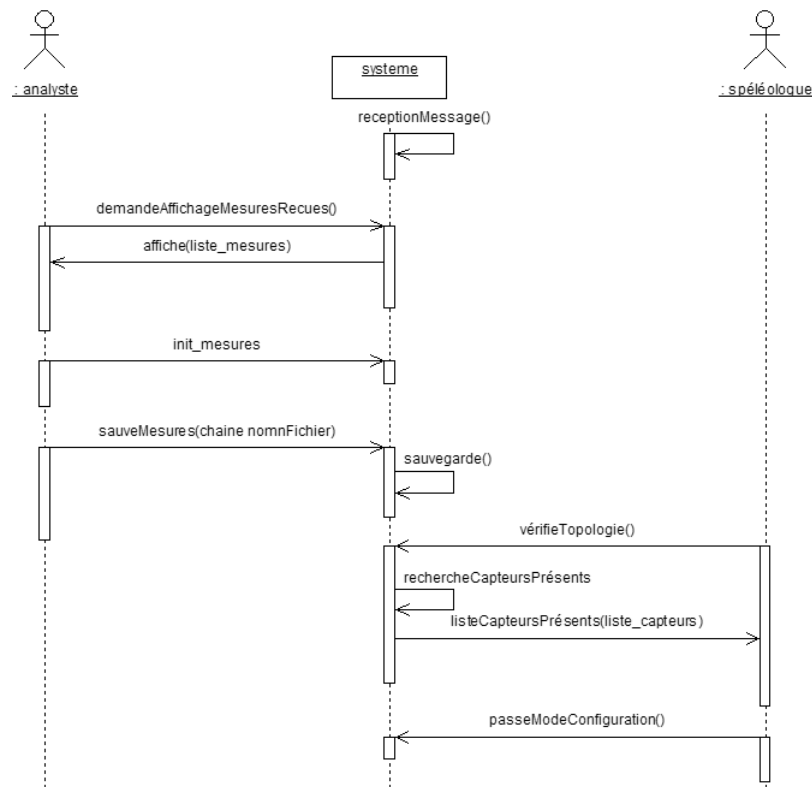 : analyste
systeme
: spéléologue
receptionMessage()
demandeAffichageMesuresRecues()
affiche(liste_mesures)
init_mesures
sauveMesures(chaine nomnFichier)
sauvegarde()
vérifieTopologie()
rechercheCapteursPrésents
listeCapteursPrésents(liste_capteurs)
passeModeConfiguration()